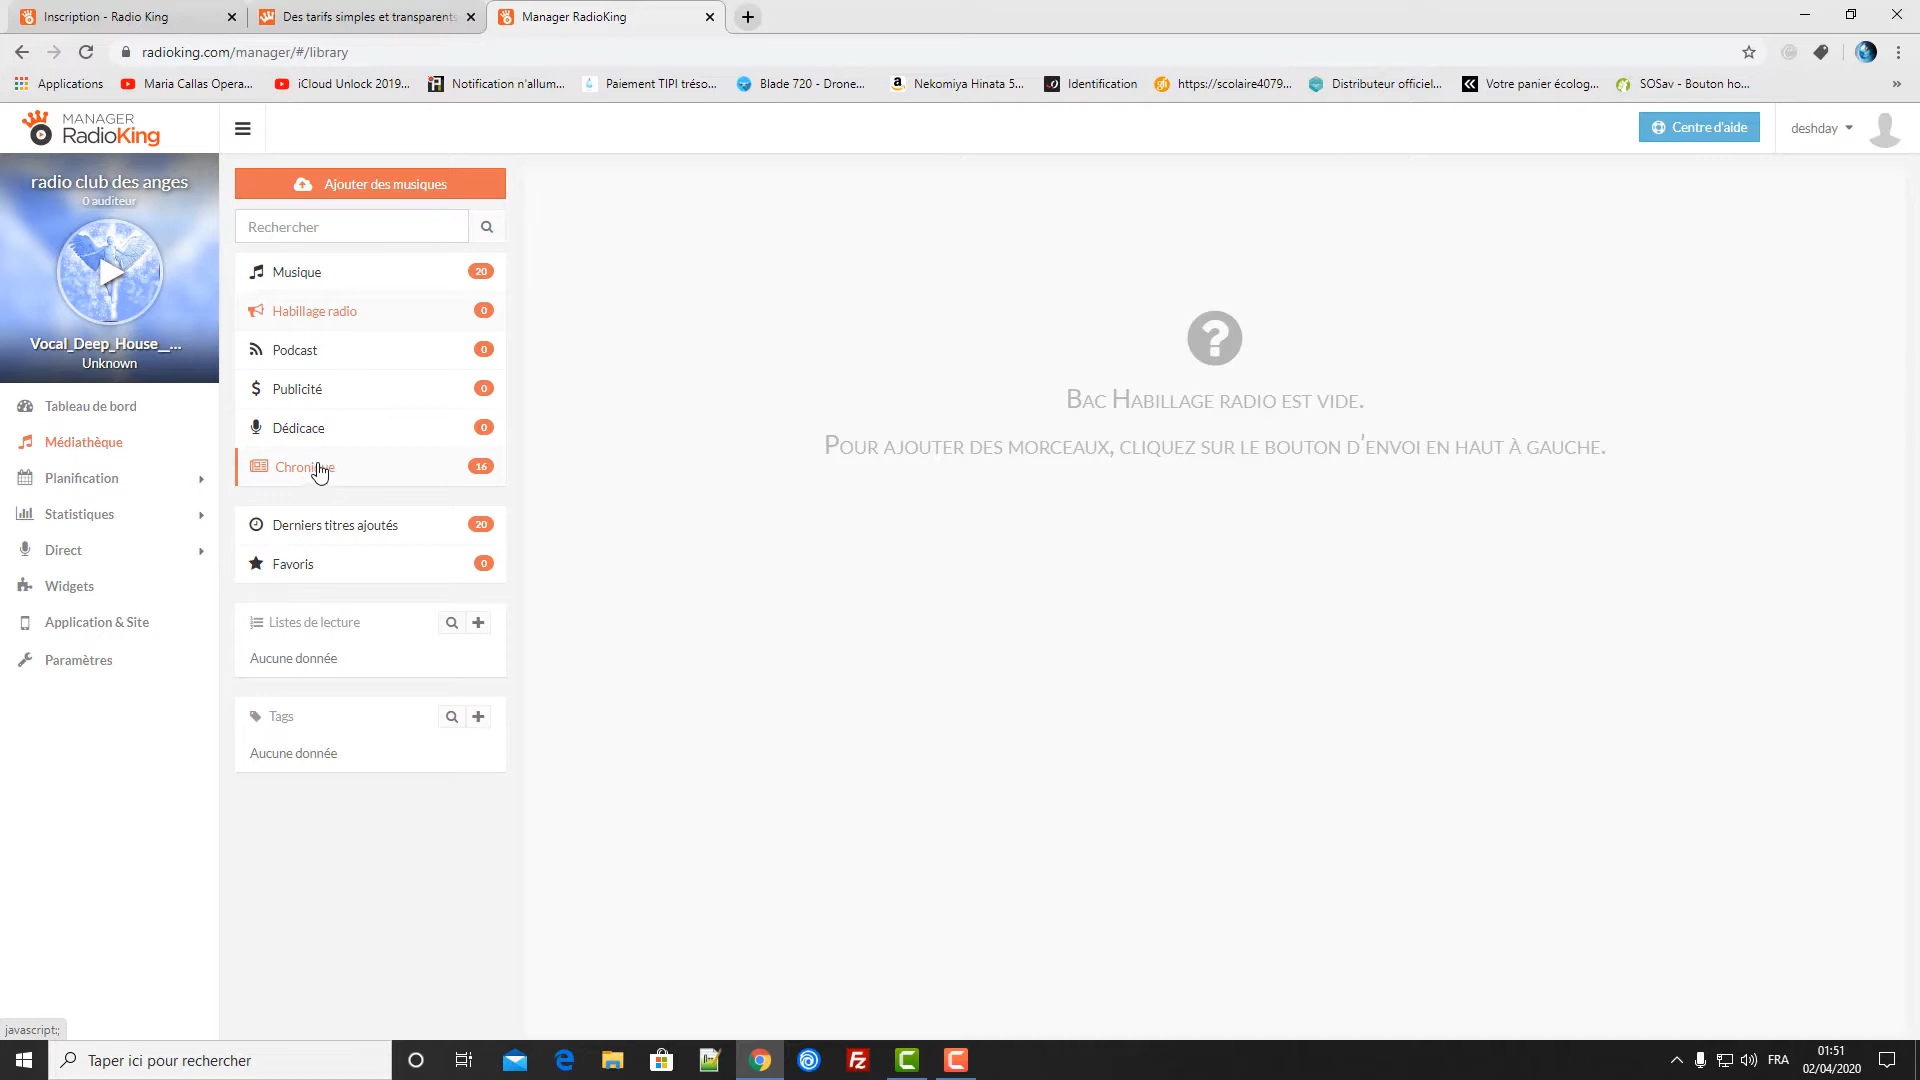 Inscription - Radio King
Des tarifs simples et transparents
Manager RadioKing
radioking.com/manager/#/library
Applications
Maria Callas Opera...
iCloud Unlock 2019...
Notification n'allum...
Paiement TIPI tréso...
Blade 720 - Drone...
Nekomiya Hinata 5...
Identification
https://scolaire4079...
Distributeur officiel...
Votre panier écolog...
SOSav - Bouton ho...
»
MANAGER
RadioKing
Centre d'aide
deshday
radio club des anges
0 auditeur
Vocal_Deep_House__...
Unknown
Tableau de bord
Médiathèque
Planification
Statistiques
Direct
Widgets
Application & Site
Paramètres
Ajouter des musiques
Rechercher
Musique 20
Habillage radio 0
Podcast 0
Publicité 0
Dédicace 0
16
Derniers titres ajoutés 20
Favoris 0
Listes de lecture
Aucune donnée
Tags
Aucune donnée
Bac Habillage radio est vide.
Pour ajouter des morceaux, cliquez sur le bouton d'envoi en haut à gauche.
javascript:;
Taper ici pour rechercher
FRA
01:51
02/04/2020